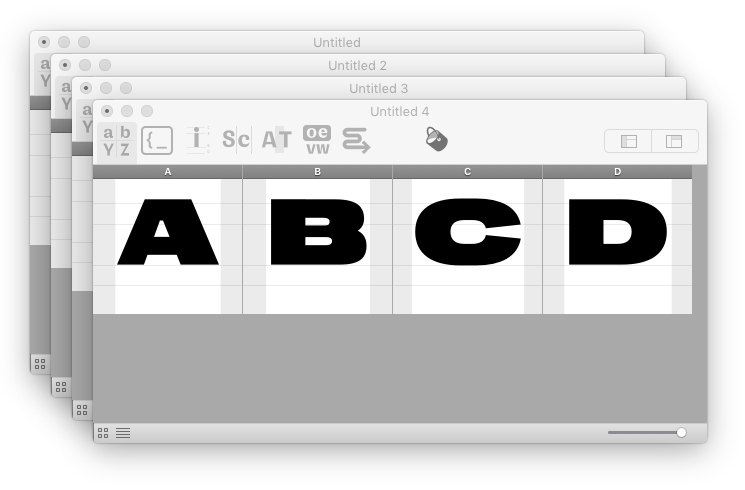 Untitled
a
Y
Untitled 2
a
Y
Untitled 3
a
Y
Untitled 4
a b
Y Z
{_
i
Sc
AT
oe
vw
A B C D
A B C D